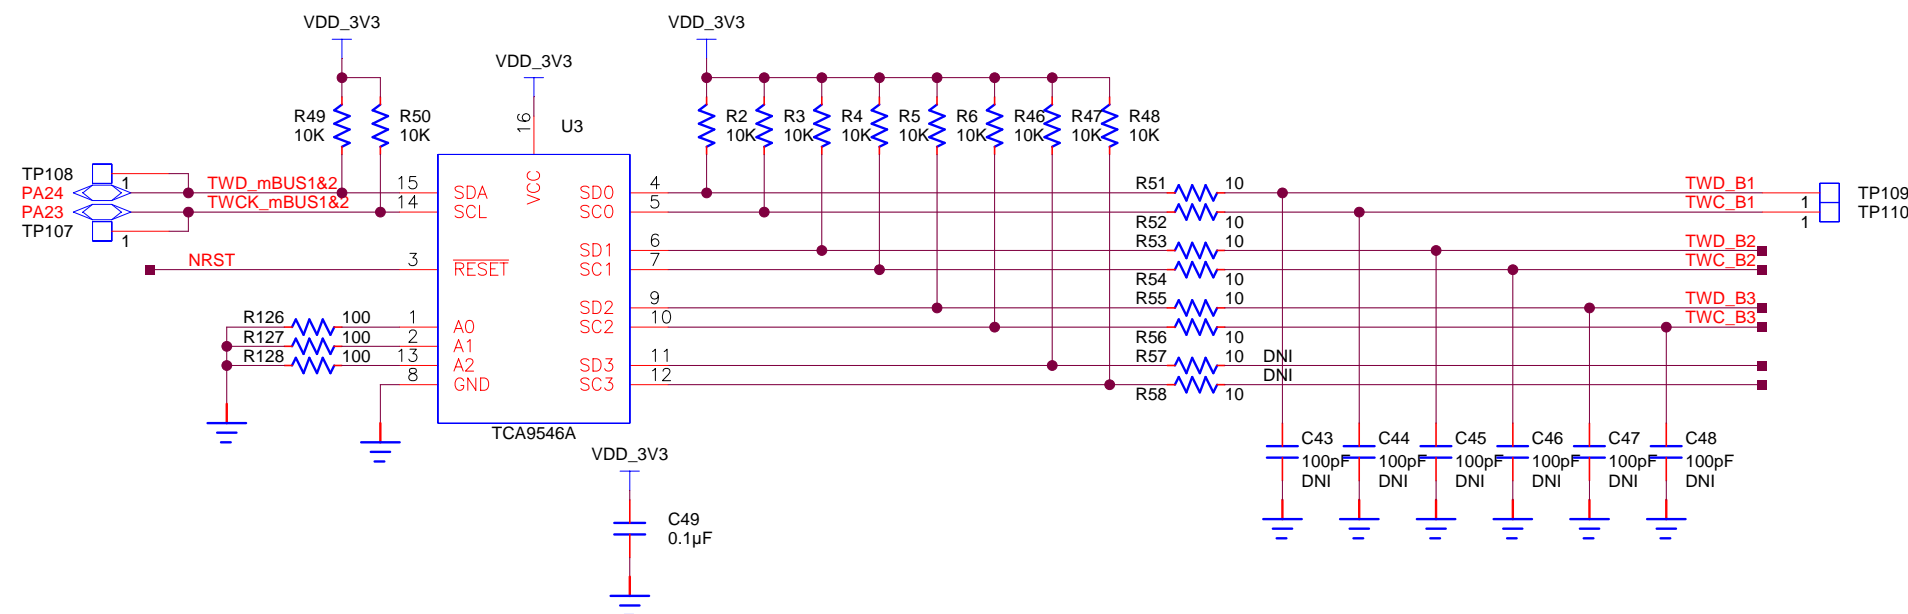 VDD_3V3
VDD_3V3
VDD_3V3
R49
10K
R50
10K
16
U3
VCC
R2
10K
R3
10K
R4
10K
R5
10K
R6
10K
R46
10K
R47
10K
R48
10K
TP108
1
PA24
TWD_mBUS1&2
15
SDA
PA23
TWCK_mBUS1&2
14
SCL
TP107
1
NRST
3
RESET
R126
100
1
A0
R127
100
2
A1
R128
100
13
A2
8
GND
SD0
4
SC0
5
SD1
6
SC1
7
SD2
9
SC2
10
SD3
11
SC3
12
TCA9546A
R51
10
TWD_B1
1
TP109
R52
10
TWC_B1
1
TP110
R53
10
TWD_B2
R54
10
TWC_B2
R55
10
TWD_B3
R56
10
TWC_B3
R57
10
DNI
R58
10
DNI
C43
100pF
DNI
C44
100pF
DNI
C45
100pF
DNI
C46
100pF
DNI
C47
100pF
DNI
C48
100pF
DNI
VDD_3V3
C49
0.1µF